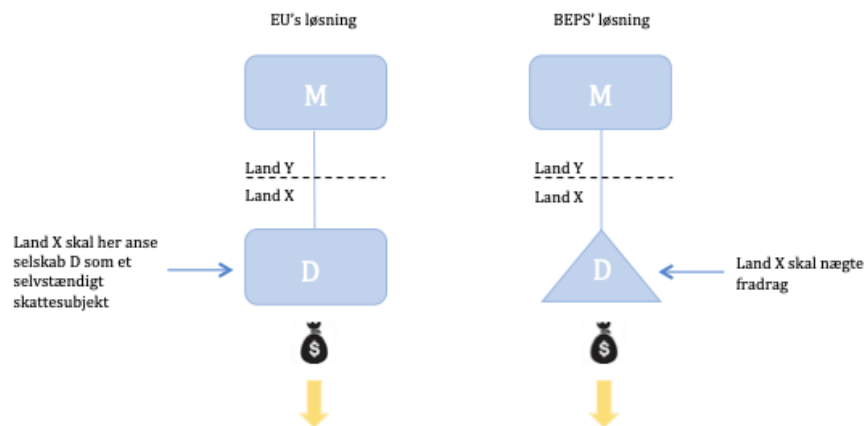 EU's løsning
BEPS' løsning
M
M
Land Y
Land X
Land Y
Land X
Land X skal her anse
selskab D som et
selvstændigt
skattesubjekt
D
D
Land X skal nægte
fradrag
$
$